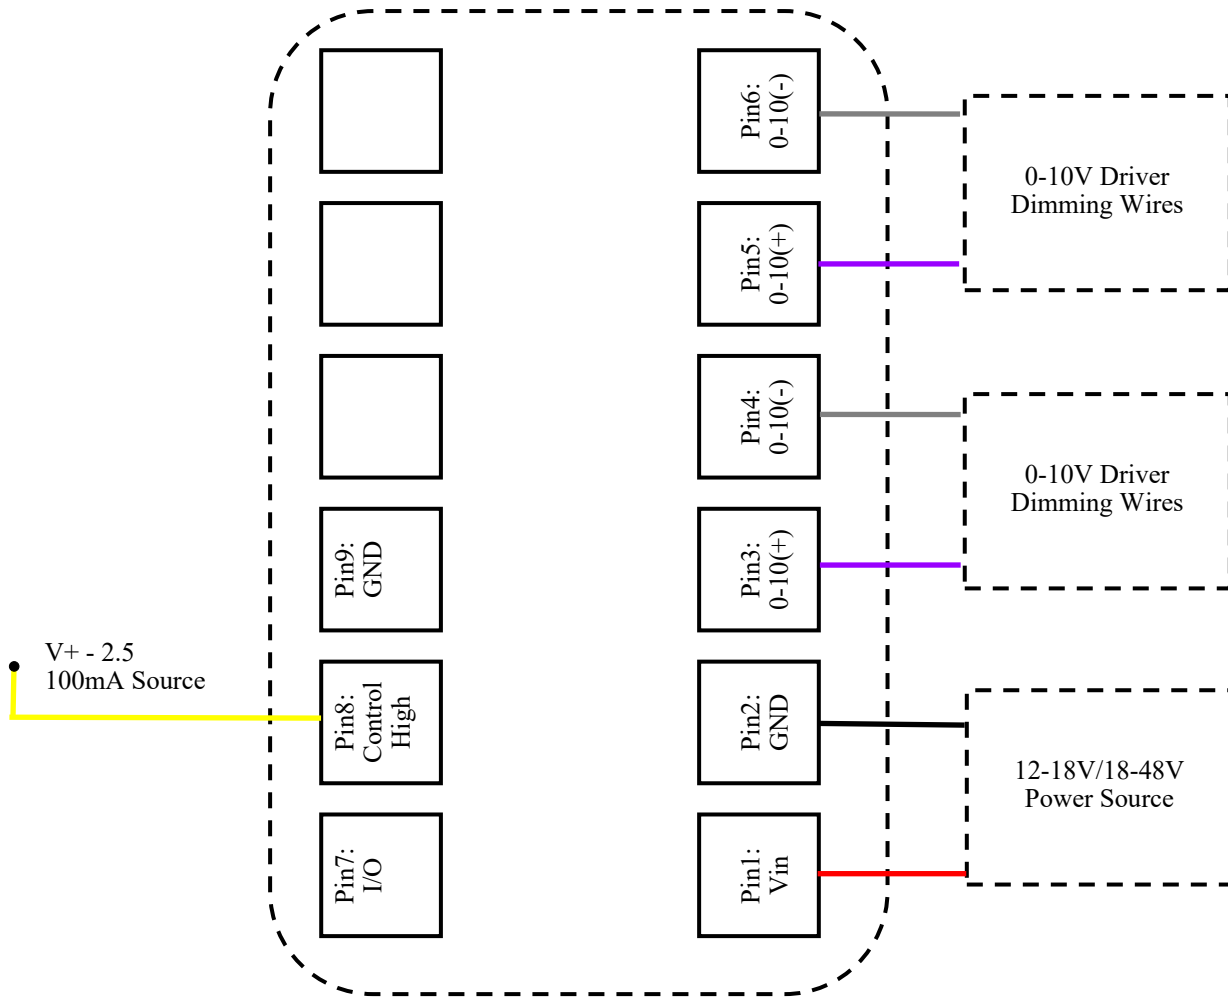 Pin6:
0-10(-)
0-10V Driver
Dimming Wires
Pin5:
0-10(+)
Pin4:
0-10(-)
0-10V Driver
Dimming Wires
Pin9:
GND
Pin3:
0-10(+)
V+ - 2.5
100mA Source
Pin8:
Control
High
Pin2:
GND
12-18V/18-48V
Power Source
Pin7:
I/O
Pin1:
Vin